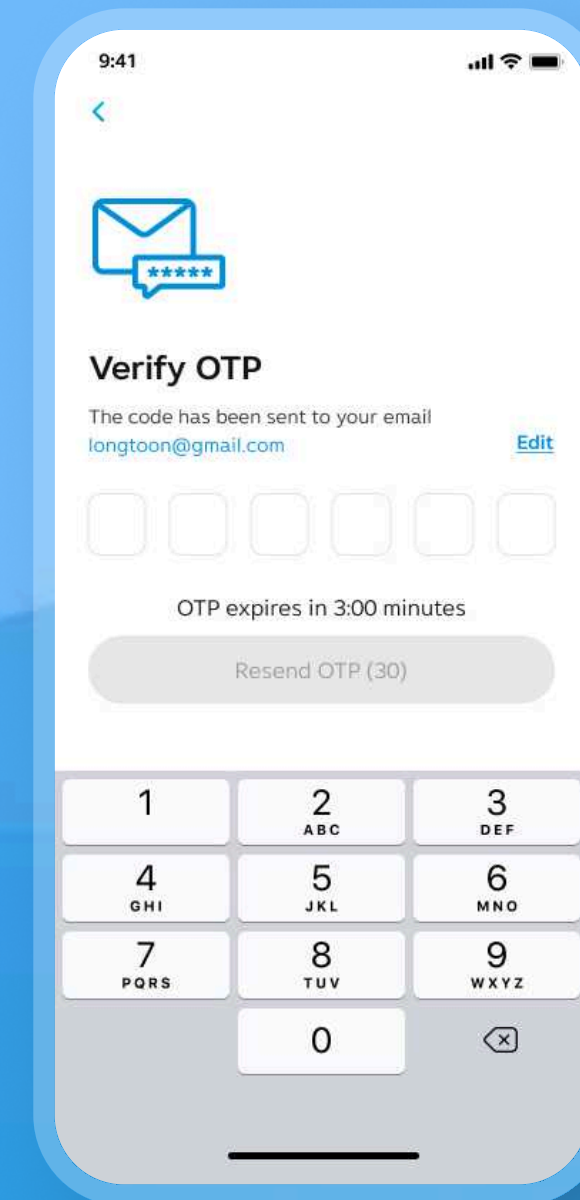 9:41
*****
Verify OTP
The code has been sent to your email
longtoon@gmail.com Edit
OTP expires in 3:00 minutes
Resend OTP (30)
1 2 3
ABC DEF
4 5 6
GHI JKL MNO
7 8 9
PQRS TUV WXYZ
0